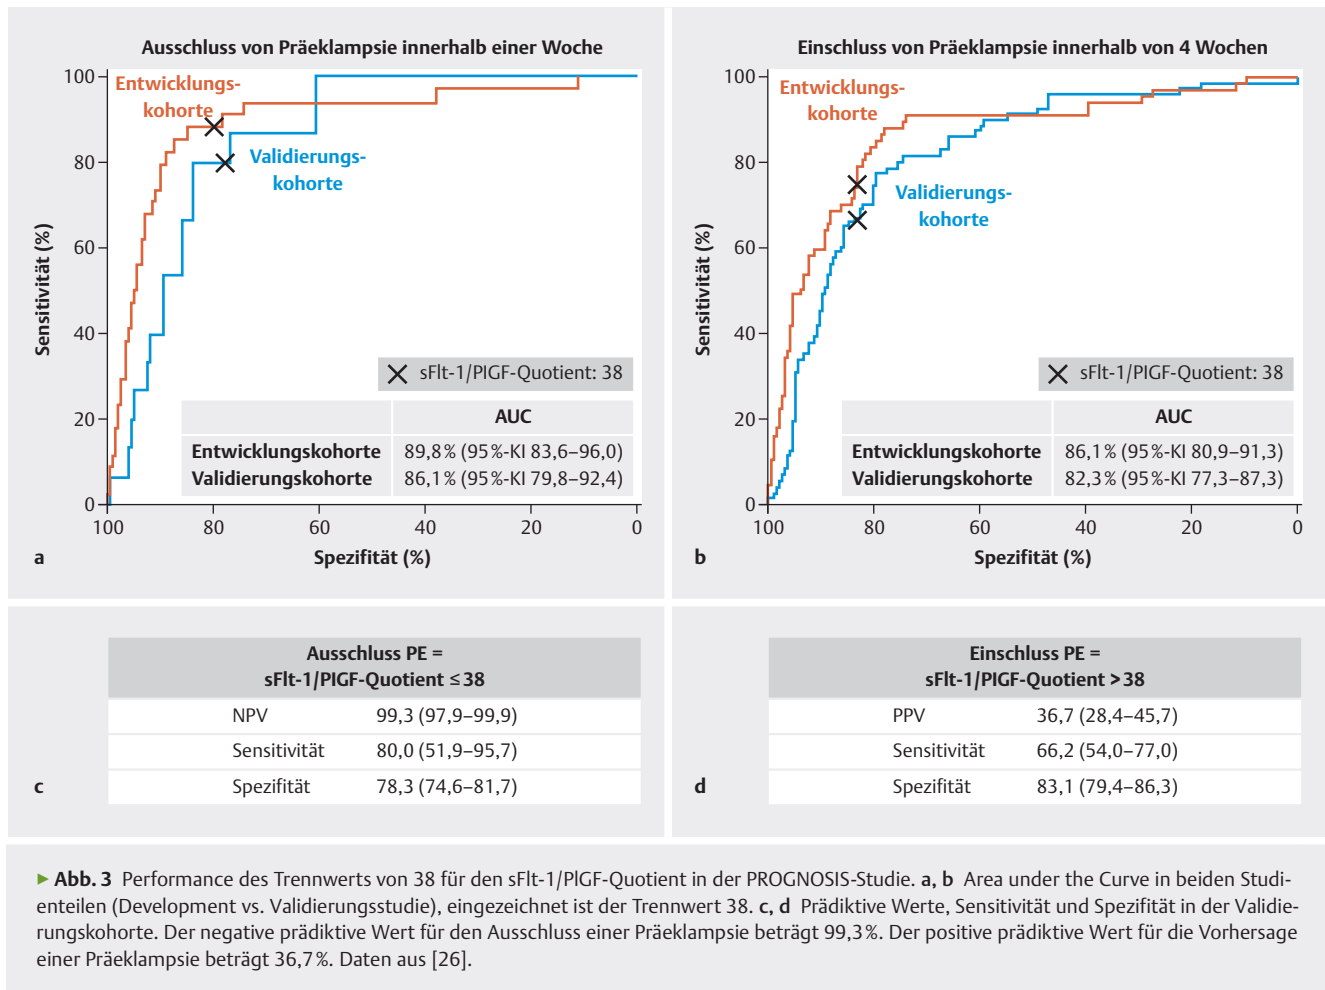 Ausschluss von Präeklampsie innerhalb einer Woche
100
80
60
40
20
0
Sensitivität (%)
Entwicklungs-
kohorte
Validierungs-
kohorte
sFlt-1/PlGF-Quotient: 38
AUC
Entwicklungskohorte 89,8 % (95 %-KI 83,6–96,0)
Validierungskohorte 86,1 % (95 %-KI 79,8–92,4)
100 80 60 40 20 0
Spezifität (%)
a
Einschluss von Präeklampsie innerhalb von 4 Wochen
100
80
60
40
20
0
Sensitivität (%)
Entwicklungs-
kohorte
Validierungs-
kohorte
sFlt-1/PlGF-Quotient: 38
AUC
Entwicklungskohorte 86,1 % (95 %-KI 80,9–91,3)
Validierungskohorte 82,3 % (95 %-KI 77,3–87,3)
100 80 60 40 20 0
Spezifität (%)
b
Ausschluss PE =
sFlt-1/PlGF-Quotient ≤ 38
NPV 99,3 (97,9–99,9)
Sensitivität 80,0 (51,9–95,7)
Spezifität 78,3 (74,6–81,7)
c
Einschluss PE =
sFlt-1/PlGF-Quotient > 38
PPV 36,7 (28,4–45,7)
Sensitivität 66,2 (54,0–77,0)
Spezifität 83,1 (79,4–86,3)
d
▶ Abb. 3 Performance des Trennwerts von 38 für den sFlt-1/PlGF-Quotient in der PROGNOSIS-Studie. a, b Area under the Curve in beiden Studi-
enteilen (Development vs. Validierungsstudie), eingezeichnet ist der Trennwert 38. c, d Prädiktive Werte, Sensitivität und Spezifität in der Validie-
rungskohorte. Der negative prädiktive Wert für den Ausschluss einer Präeklampsie beträgt 99,3 %. Der positive prädiktive Wert für die Vorhersage
einer Präeklampsie beträgt 36,7 %. Daten aus [26].